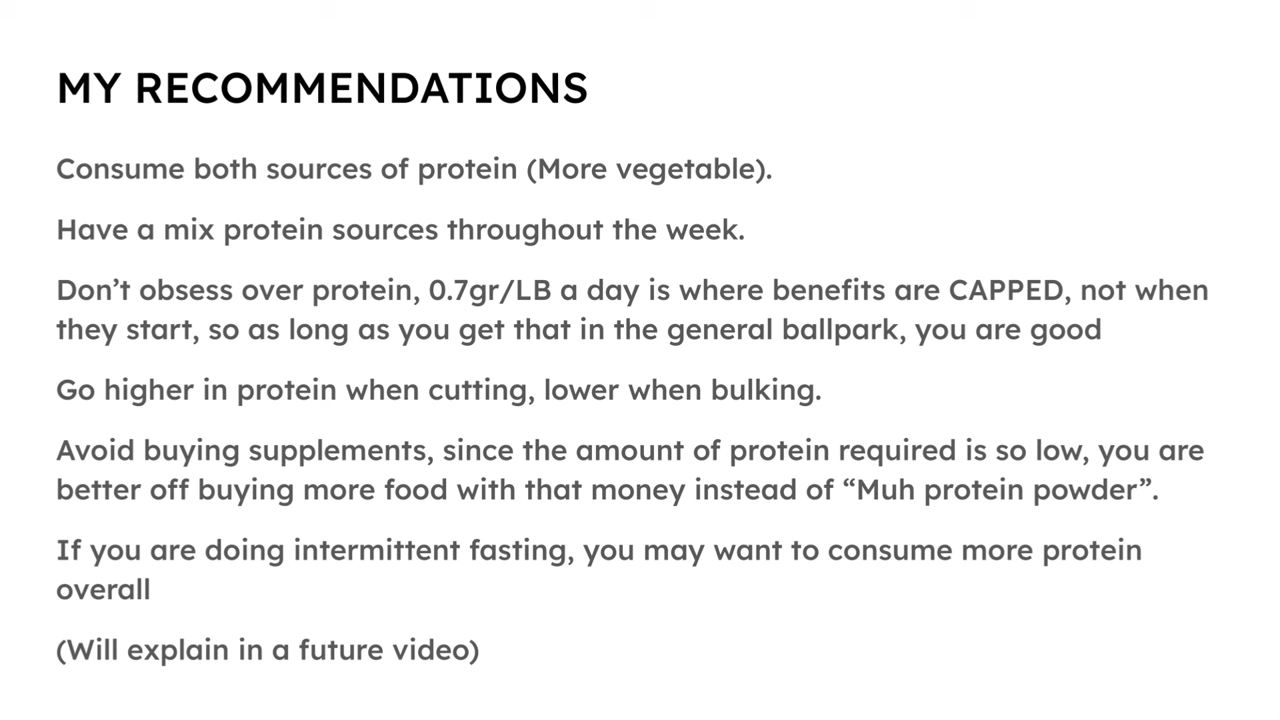 MY RECOMMENDATIONS
Consume both sources of protein (More vegetable).
Have a mix protein sources throughout the week.
Don’t obsess over protein, 0.7gr/LB a day is where benefits are CAPPED, not when
they start, so as long as you get that in the general ballpark, you are good
Go higher in protein when cutting, lower when bulking.
Avoid buying supplements, since the amount of protein required is so low, you are
better off buying more food with that money instead of “Muh protein powder”.
If you are doing intermittent fasting, you may want to consume more protein
overall
(Will explain in a future video)